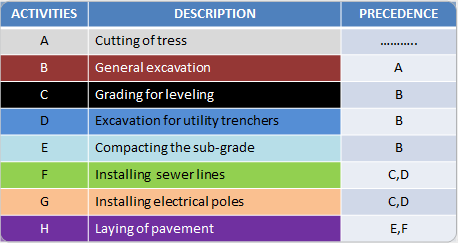 ACTIVITIES DESCRIPTION PRECEDENCE
A Cutting of tress ...........
B General excavation A
C Grading for leveling B
D Excavation for utility trenchers B
E Compacting the sub-grade B
F Installing sewer lines C,D
G Installing electrical poles C,D
H Laying of pavement E,F